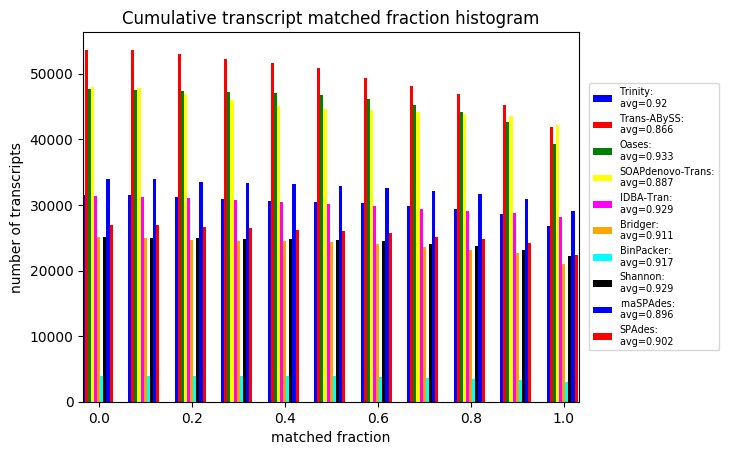 Cumulative transcript matched fraction histogram
number of transcripts
50000
40000
30000
20000
10000
0
0.0 0.2 0.4 0.6 0.8 1.0
matched fraction
Trinity:
avg=0.92
Trans-ABySS:
avg=0.866
Oases:
avg=0.933
SOAPdenovo-Trans:
avg=0.887
IDBA-Tran:
avg=0.929
Bridger:
avg=0.911
BinPacker:
avg=0.917
Shannon:
avg=0.929
rnaSPAdes:
avg=0.896
SPAdes:
avg=0.902